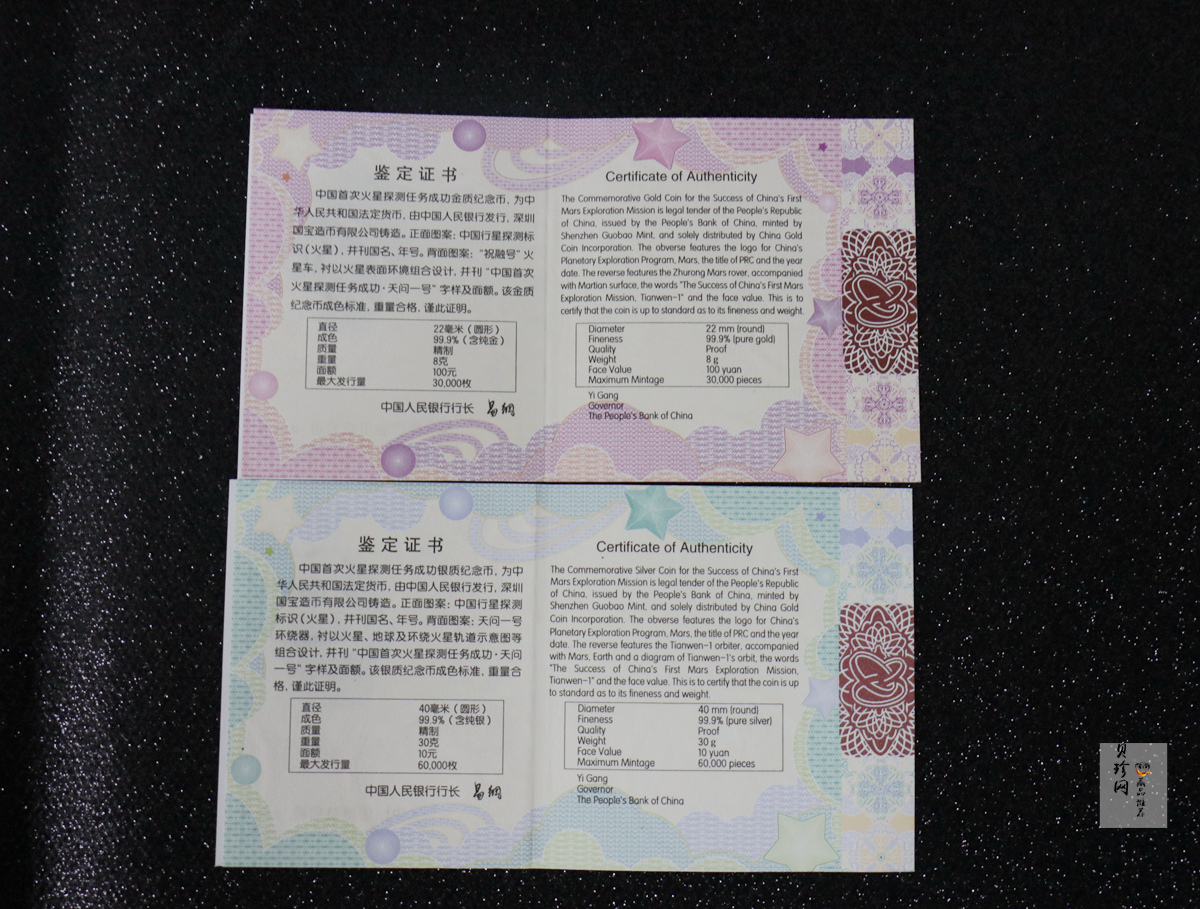 鉴定证书
中国首次火星探测任务成功金质纪念币，为中
华人民共和国法定货币，由中国人民银行发行，深圳
国宝造币有限公司铸造。正面图案：中国行星探测标
识（火星），并刊国名、年号。背面图案：“祝融号”火
星车，衬以火星表面环境组合设计，并刊“中国首次
火星探测任务成功·天问一号”字样及面额。该金质
纪念币成色标准，重量合格，谨此证明。
直径 22毫米（圆形）
成色 99.9%（含纯金）
质量 精制
重量 8克
面额 100元
最大发行量 30,000枚
中国人民银行行长 易纲
Certificate of Authenticity
The Commemorative Gold Coin for the Success of China's First
Mars Exploration Mission is legal tender of the People's Republic
of China, issued by the People's Bank of China, minted by
Shenzhen Guobao Mint, and solely distributed by China Gold
Coin Incorporation. The obverse features the logo for China's
Planetary Exploration Program, Mars, the title of PRC and the year
date. The reverse features the Zhurong Mars rover, accompanied
with Martian surface, the words "The Success of China's First Mars
Exploration Mission, Tianwen-1" and the face value. This is to
certify that the coin is up to standard as to its fineness and weight.
Diameter 22 mm (round)
Fineness 99.9% (pure gold)
Quality Proof
Weight 8 g
Face Value 100 yuan
Maximum Mintage 30,000 pieces
Yi Gang
Governor
The People's Bank of China
鉴定证书
中国首次火星探测任务成功银质纪念币，为中
华人民共和国法定货币，由中国人民银行发行，深圳
国宝造币有限公司铸造。正面图案：中国行星探测
标识（火星），并刊国名、年号。背面图案：天问一号
环绕器，衬以火星、地球及环绕火星轨道示意图等
组合设计，并刊“中国首次火星探测任务成功·天问
一号”字样及面额。该银质纪念币成色标准，重量合
格，谨此证明。
直径 40毫米（圆形）
成色 99.9%（含纯银）
质量 精制
重量 30克
面额 10元
最大发行量 60,000枚
中国人民银行行长 易纲
Certificate of Authenticity
The Commemorative Silver Coin for the Success of China's First
Mars Exploration Mission is legal tender of the People's Republic
of China, issued by the People's Bank of China, minted by
Shenzhen Guobao Mint, and solely distributed by China Gold
Coin Incorporation. The obverse features the logo for China's
Planetary Exploration Program, Mars, the title of PRC and the year
date. The reverse features the Tianwen-1 orbiter, accompanied
with Mars, Earth and a diagram of Tianwen-1's orbit, the words
"The Success of China's First Mars Exploration Mission,
Tianwen-1" and the face value. This is to certify that the coin is up
to standard as to its fineness and weight.
Diameter 40 mm (round)
Fineness 99.9% (pure silver)
Quality Proof
Weight 30 g
Face Value 10 yuan
Maximum Mintage 60,000 pieces
Yi Gang
Governor
The People's Bank of China
贝珍网